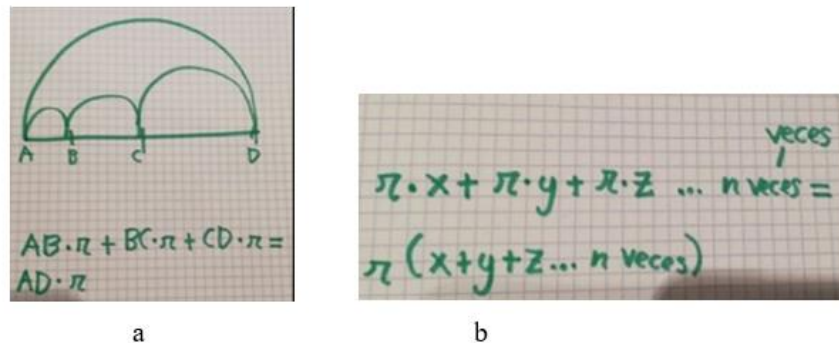 A B C D
AB·π + BC·π + CD·π =
AD·π
a
veces
π·x + π·y + π·z ... n veces =
π (x+y+z... n veces)
b